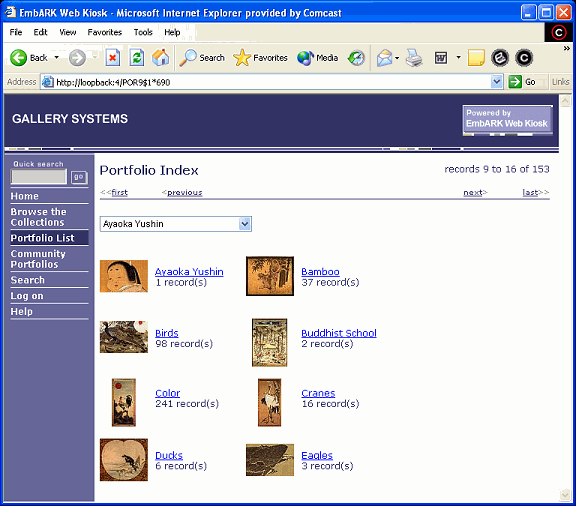 EmbARK Web Kiosk - Microsoft Internet Explorer provided by Comcast
File Edit View Favorites Tools Help
Back Search Favorites Media
Address http://loopback:4/POR9$1*690 Go Links
GALLERY SYSTEMS
Powered by
EmbARK Web Kiosk
Quick search
go
Home
Browse the
Collections
Portfolio List
Community
Portfolios
Search
Log on
Help
Portfolio Index
records 9 to 16 of 153
<<first <previous next> last>>
Ayaoka Yushin
Ayaoka Yushin
1 record(s)
Bamboo
37 record(s)
Birds
98 record(s)
Buddhist School
2 record(s)
Color
241 record(s)
Cranes
16 record(s)
Ducks
6 record(s)
Eagles
3 record(s)